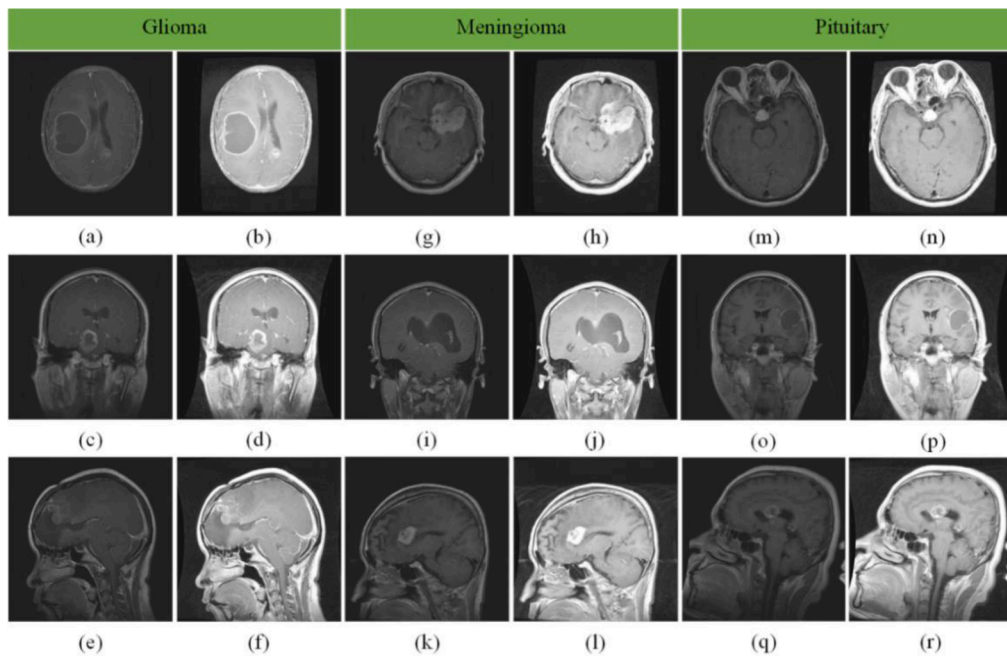 Glioma Meningioma Pituitary
(a) (b) (g) (h) (m) (n)
(c) (d) (i) (j) (o) (p)
(e) (f) (k) (l) (q) (r)